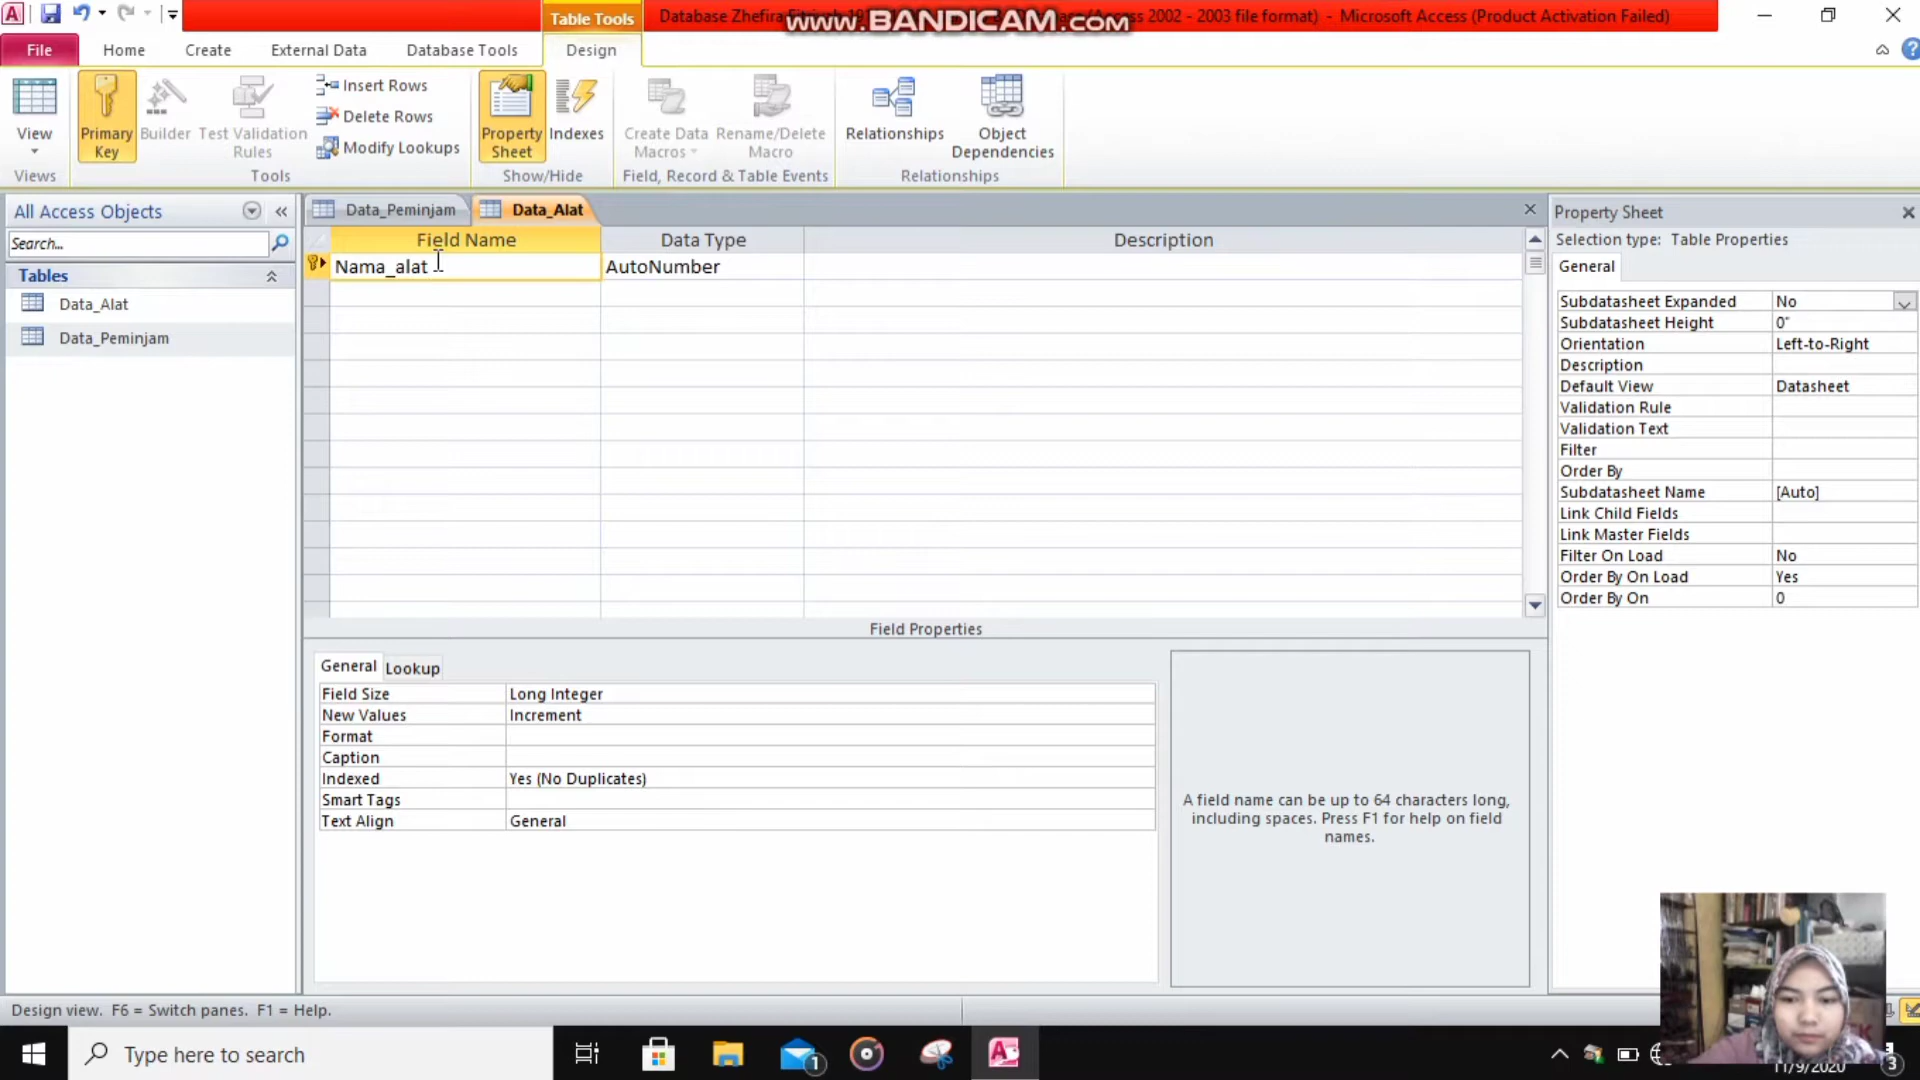 Table Tools
Database Zhefira
(Access 2002 - 2003 file format) - Microsoft Access (Product Activation Failed)
www.BANDICAM.com
File
Home
Create
External Data
Database Tools
Design
View
Primary Key
Builder
Test Validation Rules
Insert Rows
Delete Rows
Modify Lookups
Property Sheet
Indexes
Create Data Macros
Rename/Delete Macro
Relationships
Object Dependencies
Views
Tools
Show/Hide
Field, Record & Table Events
Relationships
All Access Objects
Search...
Tables
Data_Alat
Data_Peminjam
Data_Peminjam
Data_Alat
Field Name
Data Type
Description
Nama_alat
AutoNumber
Field Properties
General
Lookup
Field Size Long Integer
New Values Increment
Format
Caption
Indexed Yes (No Duplicates)
Smart Tags
Text Align General
A field name can be up to 64 characters long,
including spaces. Press F1 for help on field
names.
Property Sheet
Selection type: Table Properties
General
Subdatasheet Expanded No
Subdatasheet Height 0"
Orientation Left-to-Right
Description
Default View Datasheet
Validation Rule
Validation Text
Filter
Order By
Subdatasheet Name [Auto]
Link Child Fields
Link Master Fields
Filter On Load No
Order By On Load Yes
Order By On 0
Design view. F6 = Switch panes. F1 = Help.
Type here to search
1
11/9/2020
3